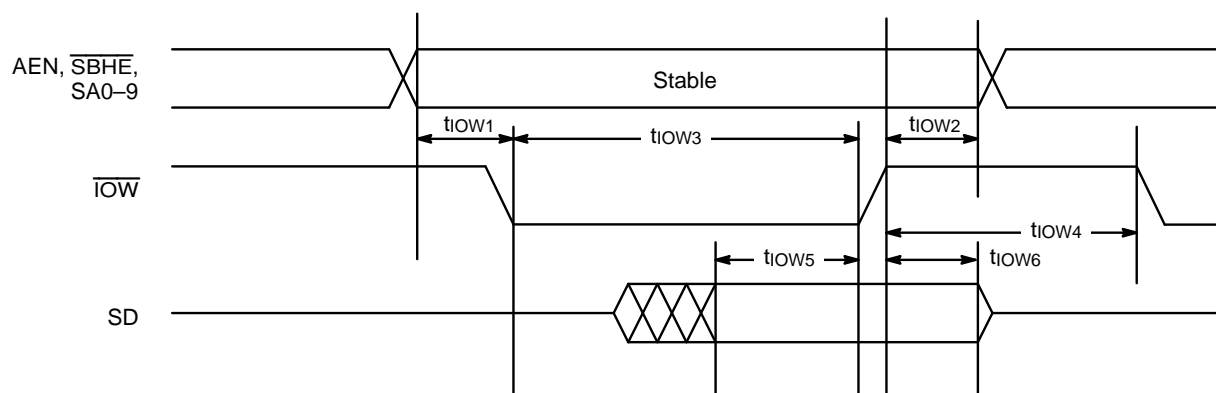 AEN, SBHE,
SA0–9
Stable
tIOW1
tIOW3
tIOW2
IOW
tIOW4
tIOW5
tIOW6
SD